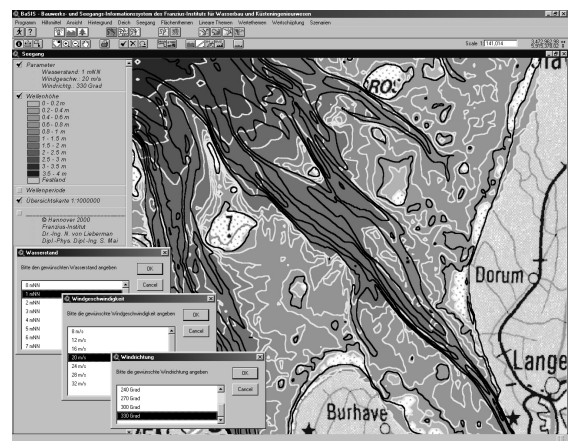 BaSIS - Bauwerks- und Seegangs-Informationssystem des Franzius-Instituts für Wasserbau und Küsteningenieurwesen
Programm Hilfsmittel Ansicht Hintergrund Deich Seegang Flächenthemen Lineare Themen Wertethemen Wertschöpfung Szenarien
Scale 1: 141,014
Seegang
Parameter
Wasserstand: 1 mNN
Windgeschw.: 20 m/s
Windrichtg.: 330 Grad
Wellenhöhe
0 - 0.2 m
0.2 - 0.4 m
0.4 - 0.6 m
0.6 - 0.8 m
0.8 - 1 m
1 - 1.5 m
1.5 - 2 m
2 - 2.5 m
2.5 - 3 m
3 - 3.5 m
3.5 - 4 m
Festland
Wellenperiode
Übersichtskarte 1:1000000
© Hannover 2000
Franzius-Institut
Dr.-Ing. N. von Lieberman
Dipl.-Phys. Dipl.-Ing. S. Mai
Wasserstand
Bitte den gewünschten Wasserstand angeben
OK
Cancel
0 mNN
1 mNN
2 mNN
3 mNN
4 mNN
5 mNN
6 mNN
7 mNN
Windgeschwindigkeit
Bitte die gewünschte Windgeschwindigkeit angeben
OK
Cancel
8 m/s
12 m/s
16 m/s
20 m/s
24 m/s
28 m/s
32 m/s
Windrichtung
Bitte die gewünschte Windrichtung angeben
OK
Cancel
240 Grad
270 Grad
300 Grad
330 Grad
Dorum
Lange
Burhave